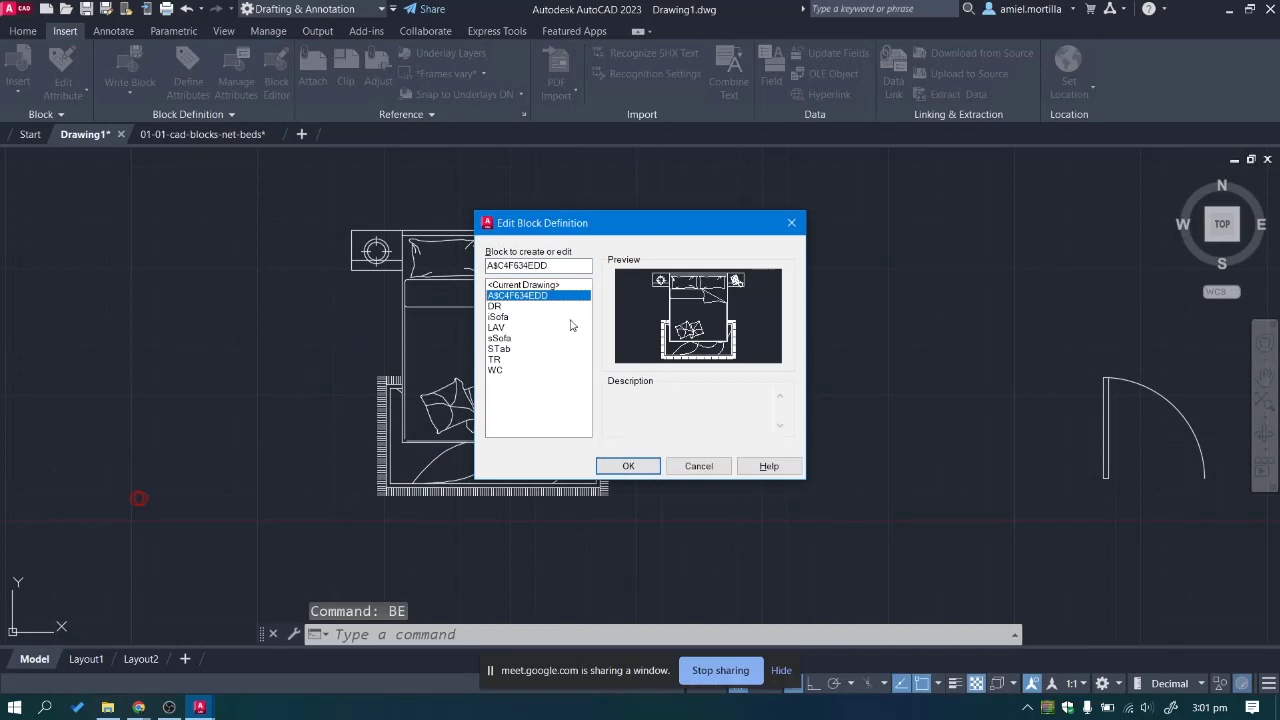 CAD
Drafting & Annotation
Share
Autodesk AutoCAD 2023 Drawing1.dwg
Type a keyword or phrase
amiel.mortilla
Home Insert Annotate Parametric View Manage Output Add-ins Collaborate Express Tools Featured Apps
Insert
Edit Attribute
Write Block
Define Attributes
Manage Attributes
Block Editor
Attach
Clip
Adjust
Underlay Layers
*Frames vary*
Snap to Underlays ON
PDF Import
Recognize SHX Text
Recognition Settings
Combine Text
Field
Update Fields
OLE Object
Hyperlink
Data Link
Download from Source
Upload to Source
Extract Data
Set Location
Block
Block Definition
Reference
Import
Data
Linking & Extraction
Location
Start Drawing1* 01-01-cad-blocks-net-beds*
N
W TOP E
S
WCS
Edit Block Definition
Block to create or edit
A$C4F634EDD
<Current Drawing>
A$C4F634EDD
DR
iSofa
LAV
sSofa
STab
TR
WC
Preview
Description
OK Cancel Help
Y
X
Command: BE
Type a command
Model Layout1 Layout2
meet.google.com is sharing a window. Stop sharing Hide
1:1 Decimal
3:01 pm